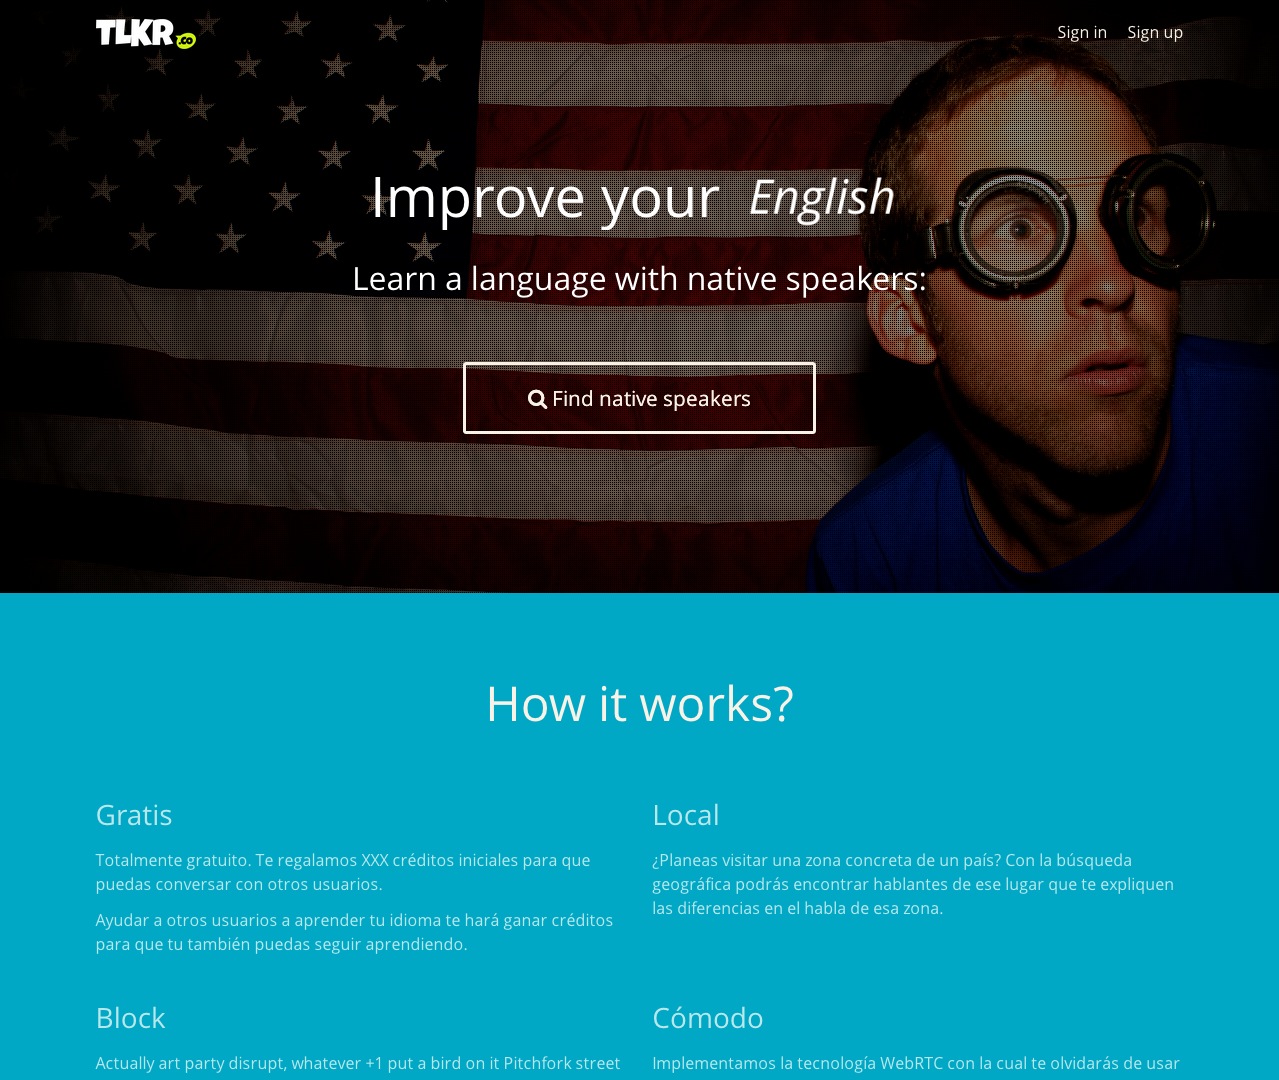 TLKR.co
Sign in Sign up
Improve your English
Learn a language with native speakers:
Find native speakers
How it works?
Gratis
Totalmente gratuito. Te regalamos XXX créditos iniciales para que
puedas conversar con otros usuarios.
Ayudar a otros usuarios a aprender tu idioma te hará ganar créditos
para que tu también puedas seguir aprendiendo.
Local
¿Planeas visitar una zona concreta de un país? Con la búsqueda
geográfica podrás encontrar hablantes de ese lugar que te expliquen
las diferencias en el habla de esa zona.
Block
Actually art party disrupt, whatever +1 put a bird on it Pitchfork street
Cómodo
Implementamos la tecnología WebRTC con la cual te olvidarás de usar